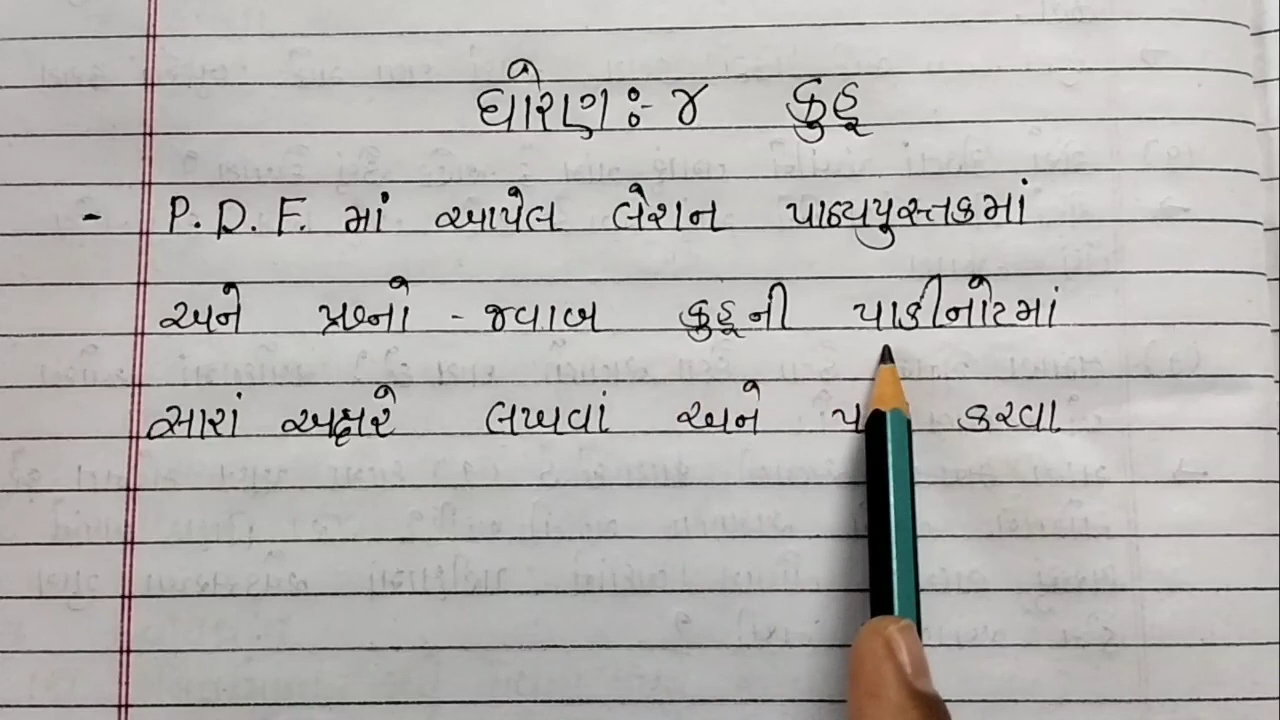 ધોરણ :- ૪ કુહૂ
- P.D.F. માં આપેલ લેશન પાઠ્યપુસ્તકમાં
અને પ્રશ્નો - જવાબ કુહૂની પાકીનોટમાં
સારાં અક્ષરે લખવાં અને કરવા